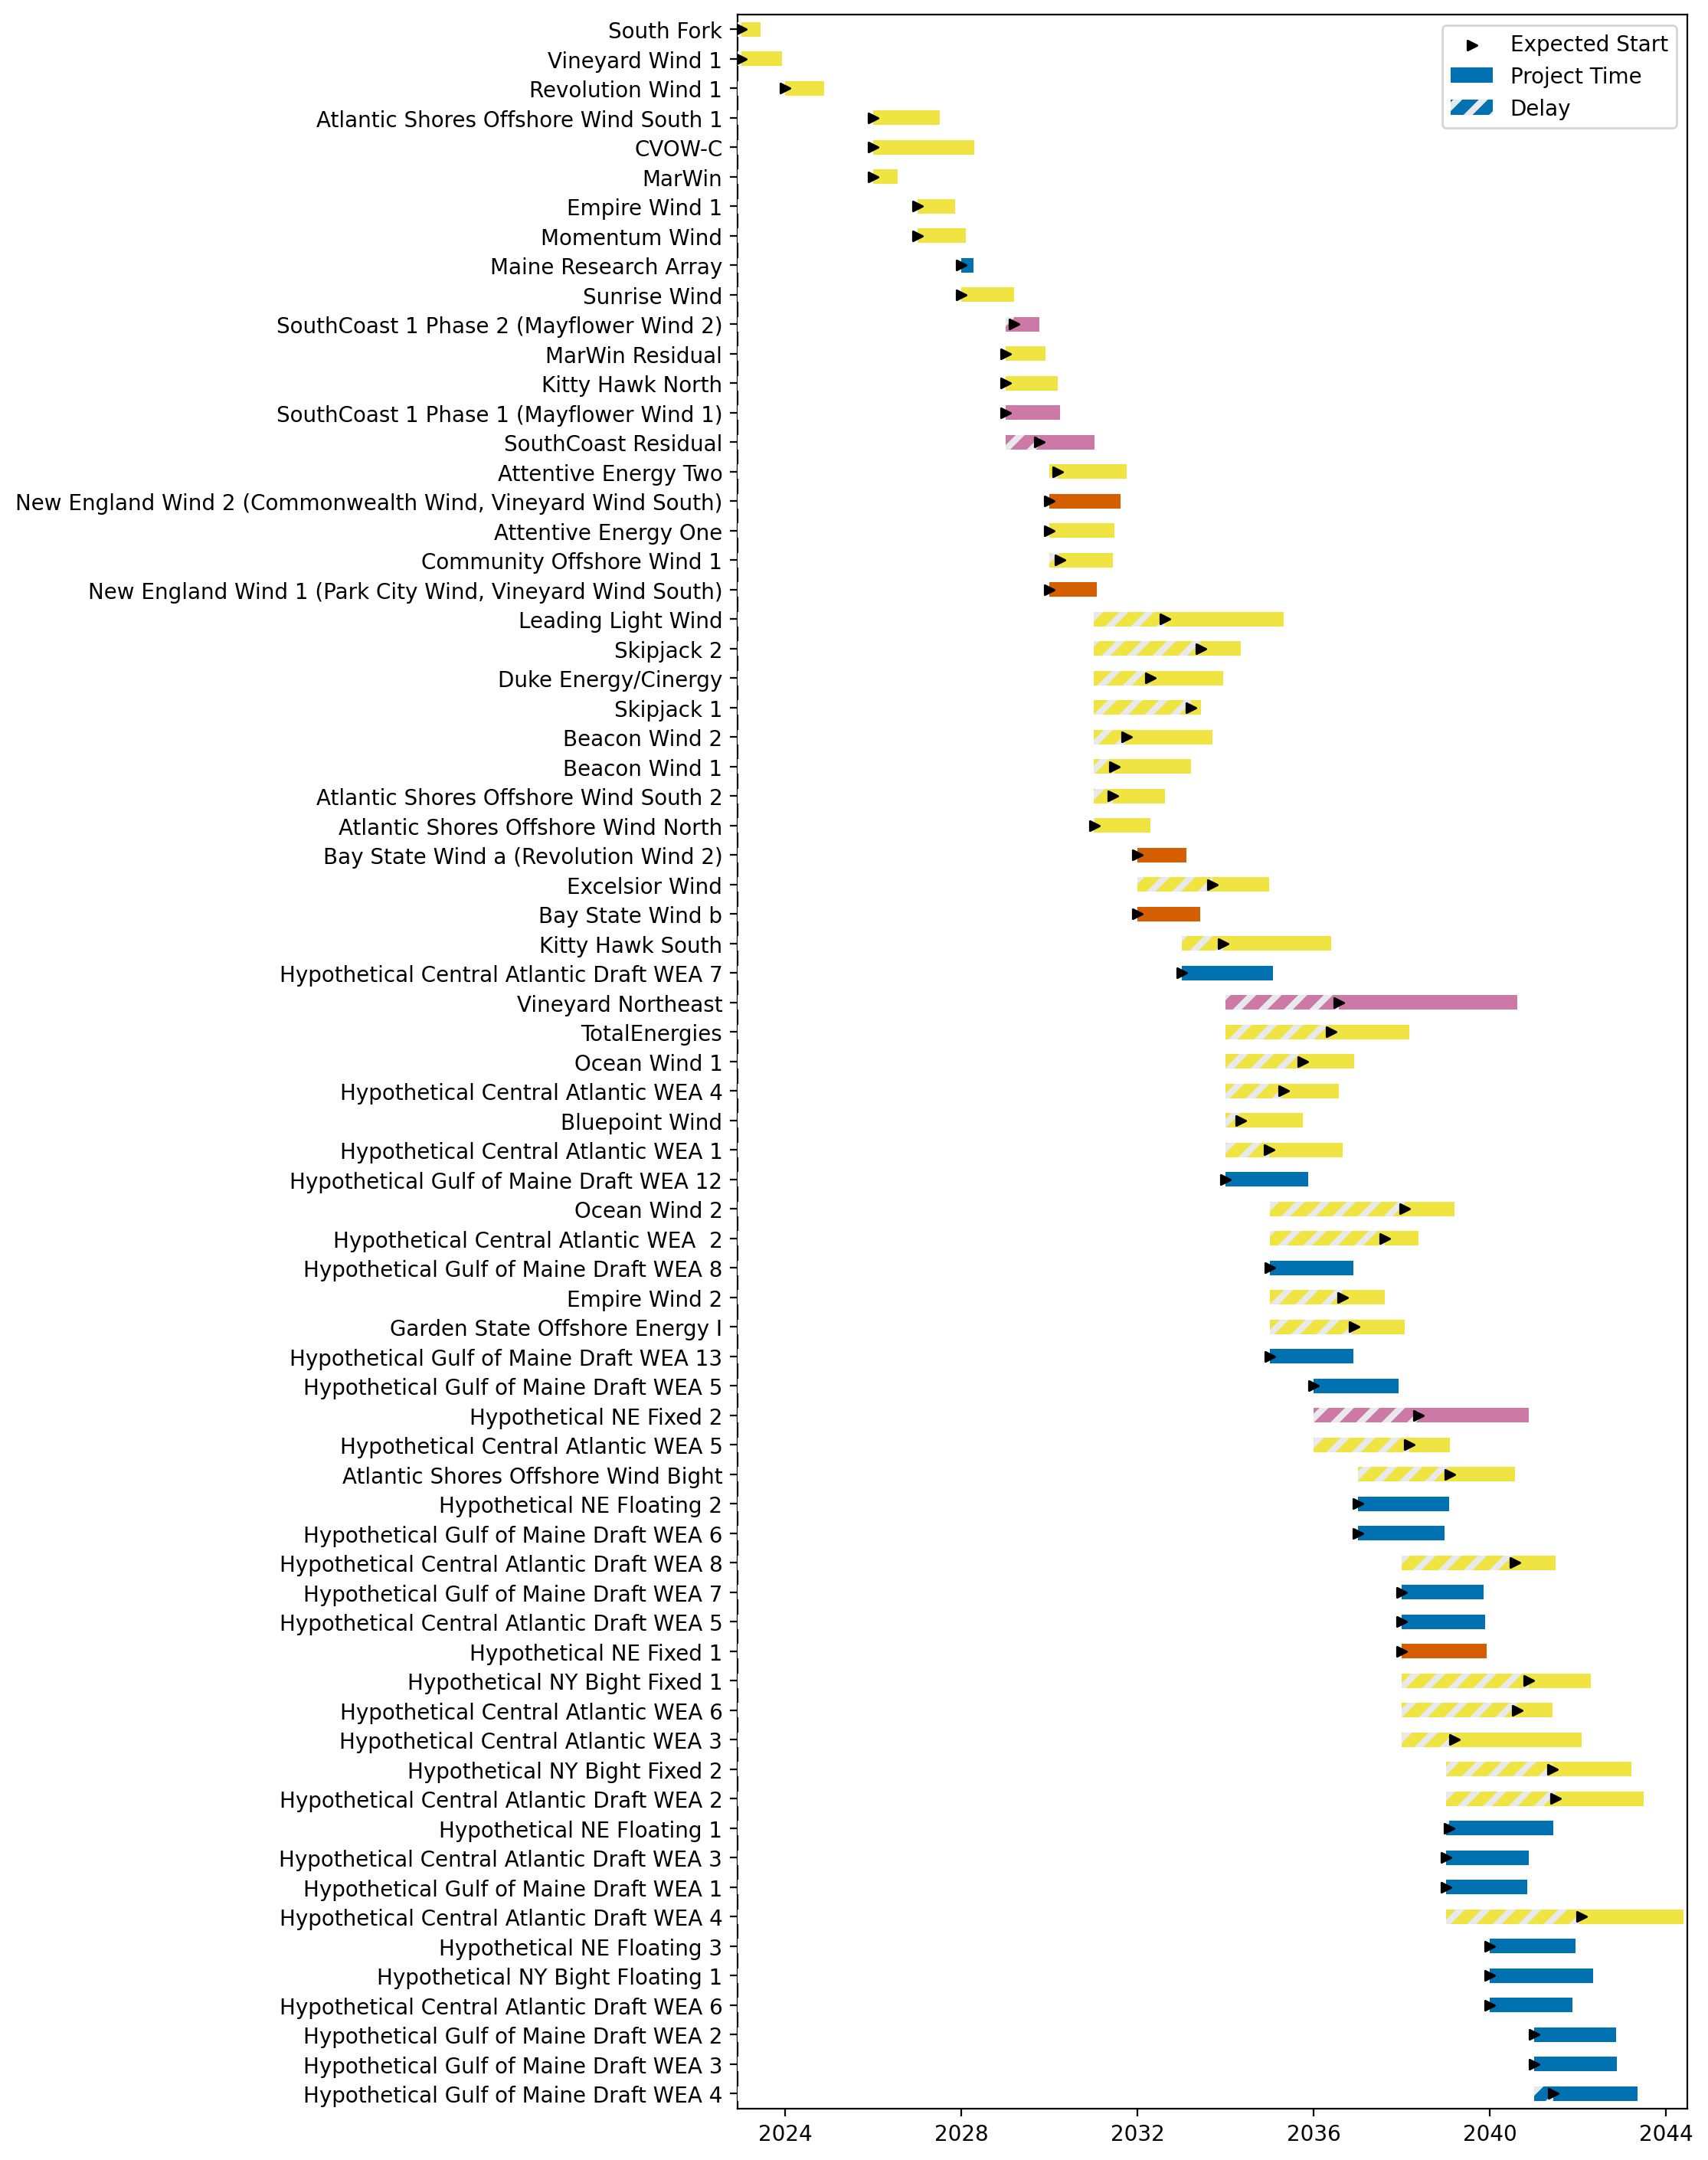 South Fork
Vineyard Wind 1
Revolution Wind 1
Atlantic Shores Offshore Wind South 1
CVOW-C
MarWin
Empire Wind 1
Momentum Wind
Maine Research Array
Sunrise Wind
SouthCoast 1 Phase 2 (Mayflower Wind 2)
MarWin Residual
Kitty Hawk North
SouthCoast 1 Phase 1 (Mayflower Wind 1)
SouthCoast Residual
Attentive Energy Two
New England Wind 2 (Commonwealth Wind, Vineyard Wind South)
Attentive Energy One
Community Offshore Wind 1
New England Wind 1 (Park City Wind, Vineyard Wind South)
Leading Light Wind
Skipjack 2
Duke Energy/Cinergy
Skipjack 1
Beacon Wind 2
Beacon Wind 1
Atlantic Shores Offshore Wind South 2
Atlantic Shores Offshore Wind North
Bay State Wind a (Revolution Wind 2)
Excelsior Wind
Bay State Wind b
Kitty Hawk South
Hypothetical Central Atlantic Draft WEA 7
Vineyard Northeast
TotalEnergies
Ocean Wind 1
Hypothetical Central Atlantic WEA 4
Bluepoint Wind
Hypothetical Central Atlantic WEA 1
Hypothetical Gulf of Maine Draft WEA 12
Ocean Wind 2
Hypothetical Central Atlantic WEA  2
Hypothetical Gulf of Maine Draft WEA 8
Empire Wind 2
Garden State Offshore Energy I
Hypothetical Gulf of Maine Draft WEA 13
Hypothetical Gulf of Maine Draft WEA 5
Hypothetical NE Fixed 2
Hypothetical Central Atlantic WEA 5
Atlantic Shores Offshore Wind Bight
Hypothetical NE Floating 2
Hypothetical Gulf of Maine Draft WEA 6
Hypothetical Central Atlantic Draft WEA 8
Hypothetical Gulf of Maine Draft WEA 7
Hypothetical Central Atlantic Draft WEA 5
Hypothetical NE Fixed 1
Hypothetical NY Bight Fixed 1
Hypothetical Central Atlantic WEA 6
Hypothetical Central Atlantic WEA 3
Hypothetical NY Bight Fixed 2
Hypothetical Central Atlantic Draft WEA 2
Hypothetical NE Floating 1
Hypothetical Central Atlantic Draft WEA 3
Hypothetical Gulf of Maine Draft WEA 1
Hypothetical Central Atlantic Draft WEA 4
Hypothetical NE Floating 3
Hypothetical NY Bight Floating 1
Hypothetical Central Atlantic Draft WEA 6
Hypothetical Gulf of Maine Draft WEA 2
Hypothetical Gulf of Maine Draft WEA 3
Hypothetical Gulf of Maine Draft WEA 4
Expected Start
Project Time
Delay
2024 2028 2032 2036 2040 2044